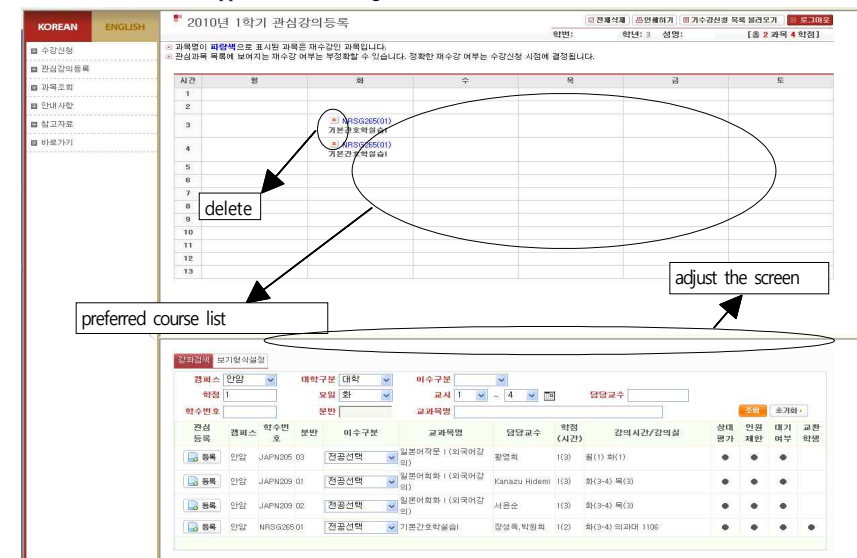 KOREAN ENGLISH
수강신청
관심강의등록
과목조회
안내사항
참고자료
바로가기
2010년 1학기 관심강의등록
전체삭제 인쇄하기 기수강신청 목록 불러오기 로그아웃
학번: 학년: 3 성명: [총 2 과목 4 학점]
과목명이 파랑색으로 표시된 과목은 재수강인 과목입니다.
관심과목 목록에 보여지는 재수강 여부는 부정확할 수 있습니다. 정확한 재수강 여부는 수강신청 시점에 결정됩니다.
시간 월 화 수 목 금 토
1
2
3 NRSG265(01)
기본간호학실습I
4 NRSG265(01)
기본간호학실습I
5
6
7
8
9
10
11
12
13
delete
adjust the screen
preferred course list
강좌검색 보기형식설정
캠퍼스 안암 대학구분 대학 이수구분
학점 1 요일 화 교시 1 ~ 4 담당교수
학수번호 분반 교과목명 조회 초기화
관심등록 캠퍼스 학수번호 분반 이수구분 교과목명 담당교수 학점(시간) 강의시간/강의실 상대평가 인원제한 대기여부 교환학생
등록 안암 JAPN205 03 전공선택 일본어작문 I (외국어강의) 황영희 1(3) 월(1) 화(1) ● ● ●
등록 안암 JAPN209 01 전공선택 일본어회화 I (외국어강의) Kanazu Hidemi 1(3) 화(3-4) 목(3) ● ● ●
등록 안암 JAPN209 02 전공선택 일본어회화 I (외국어강의) 서윤순 1(3) 화(3-4) 목(3) ● ● ●
등록 안암 NRSG265 01 전공선택 기본간호학실습I 장성옥,박원희 1(2) 화(3-4) 의과대 1106 ● ● ● ●